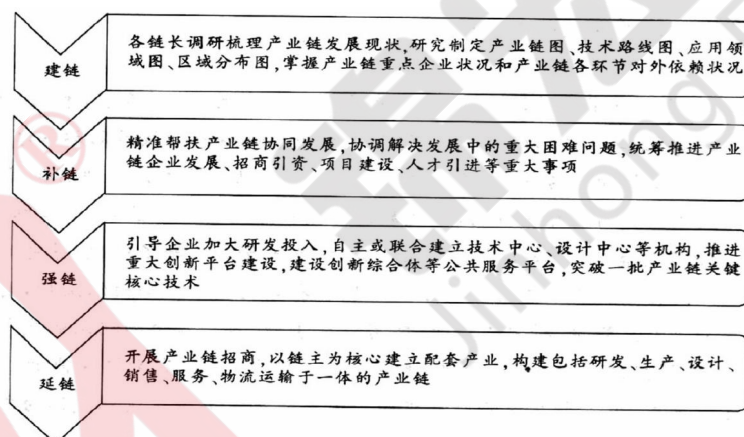 建链
各链长调研梳理产业链发展现状,研究制定产业链图、技术路线图、应用领
域图、区域分布图,掌握产业链重点企业状况和产业链各环节对外依赖状况
补链
精准帮扶产业链协同发展,协调解决发展中的重大困难问题,统筹推进产业
链企业发展、招商引资、项目建设、人才引进等重大事项
强链
引导企业加大研发投入,自主或联合建立技术中心、设计中心等机构,推进
重大创新平台建设,建设创新综合体等公共服务平台,突破一批产业链关键
核心技术
延链
开展产业链招商,以链主为核心建立配套产业,构建包括研发、生产、设计、
销售、服务、物流运输于一体的产业链
®
jinhong